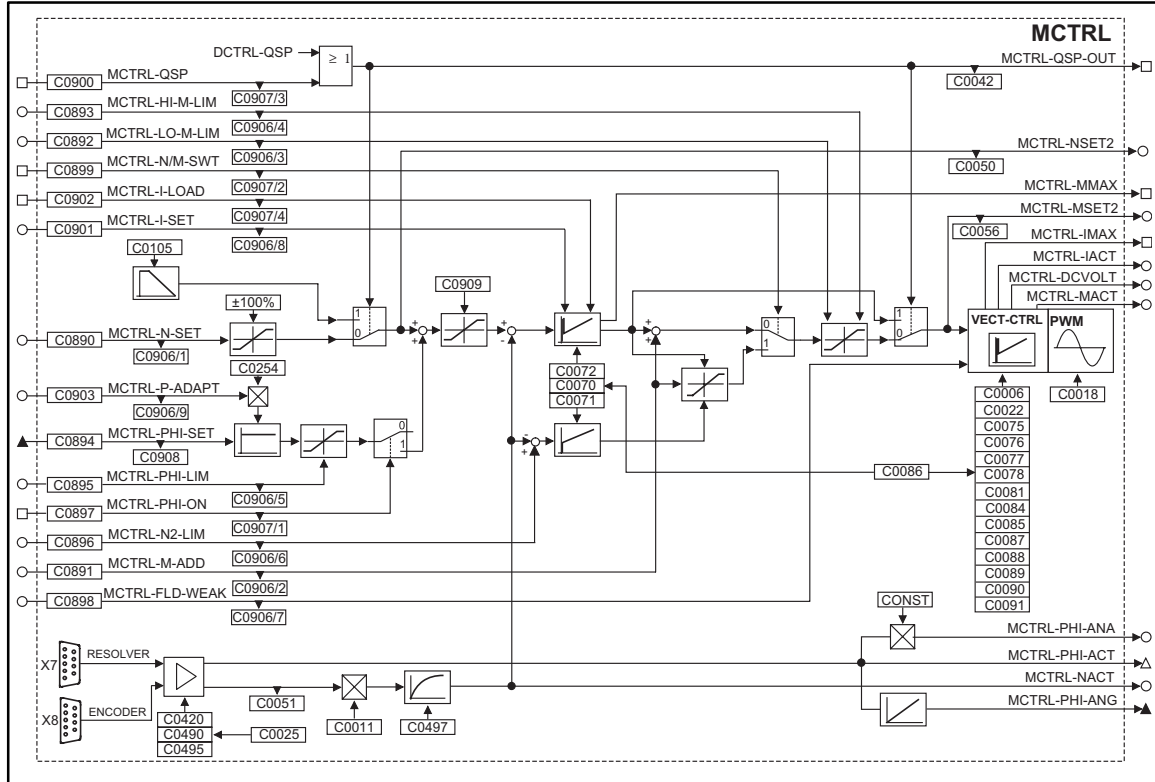 MCTRL
DCTRL-QSP
≥ 1
MCTRL-QSP-OUT
C0900 MCTRL-QSP
C0907/3
C0042
C0893 MCTRL-HI-M-LIM
C0906/4
C0892 MCTRL-LO-M-LIM
C0906/3
MCTRL-NSET2
C0050
C0899 MCTRL-N/M-SWT
C0907/2
MCTRL-MMAX
C0902 MCTRL-I-LOAD
C0907/4
MCTRL-MSET2
C0056
C0901 MCTRL-I-SET
C0906/8
MCTRL-IMAX
MCTRL-IACT
MCTRL-DCVOLT
MCTRL-MACT
C0105
±100%
C0909
1
0
+
+
+
-
1
0
+
+
0
1
1
0
VECT-CTRL PWM
C0890 MCTRL-N-SET
C0906/1
C0254
C0903 MCTRL-P-ADAPT
C0906/9
C0072
C0070
C0071
C0006
C0022
C0075
C0076
C0077
C0078
C0081
C0084
C0085
C0087
C0088
C0089
C0090
C0091
C0018
C0894 MCTRL-PHI-SET
C0908
0
1
-
+
C0086
C0895 MCTRL-PHI-LIM
C0906/5
C0897 MCTRL-PHI-ON
C0907/1
C0896 MCTRL-N2-LIM
C0906/6
C0891 MCTRL-M-ADD
C0906/2
C0898 MCTRL-FLD-WEAK
C0906/7
CONST
MCTRL-PHI-ANA
X7 RESOLVER
MCTRL-PHI-ACT
C0051
MCTRL-NACT
X8 ENCODER
MCTRL-PHI-ANG
C0420
C0490
C0495
C0025
C0011
C0497